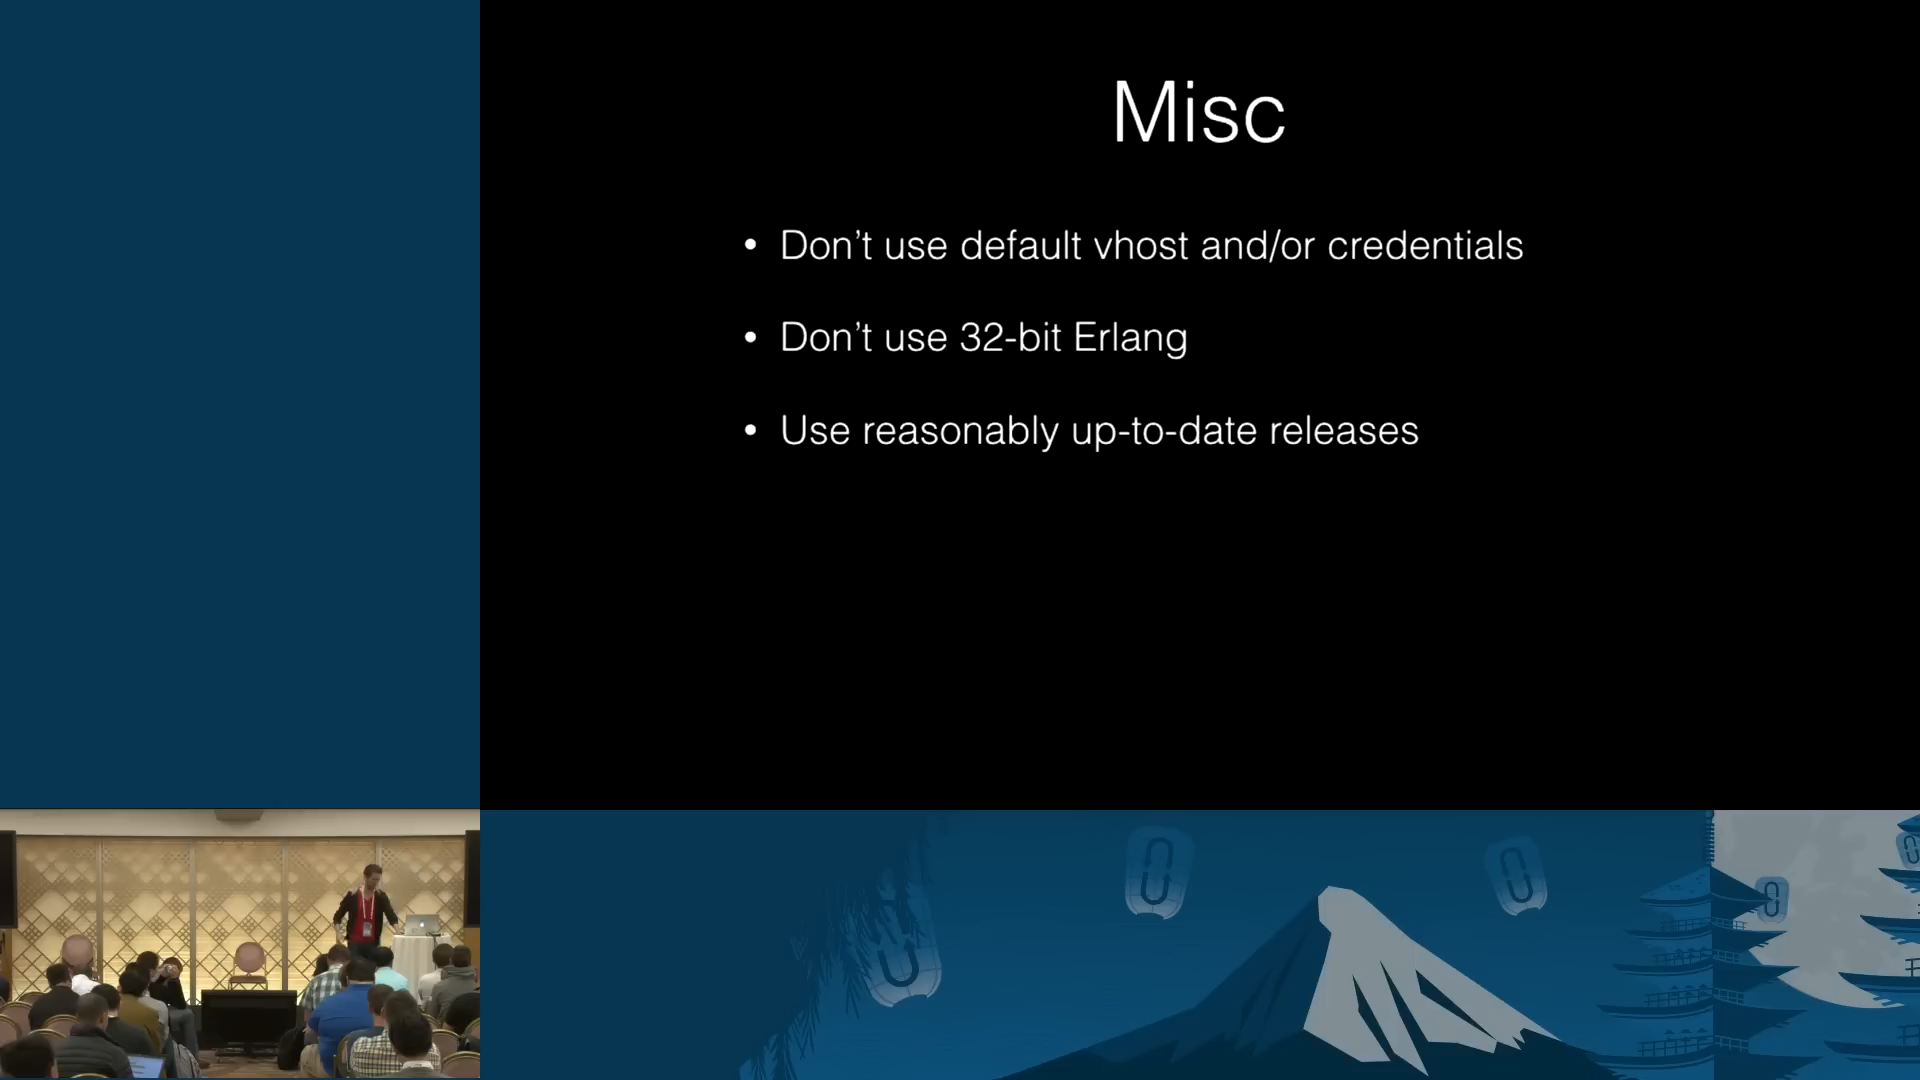 Misc
• Don’t use default vhost and/or credentials
• Don’t use 32-bit Erlang
• Use reasonably up-to-date releases